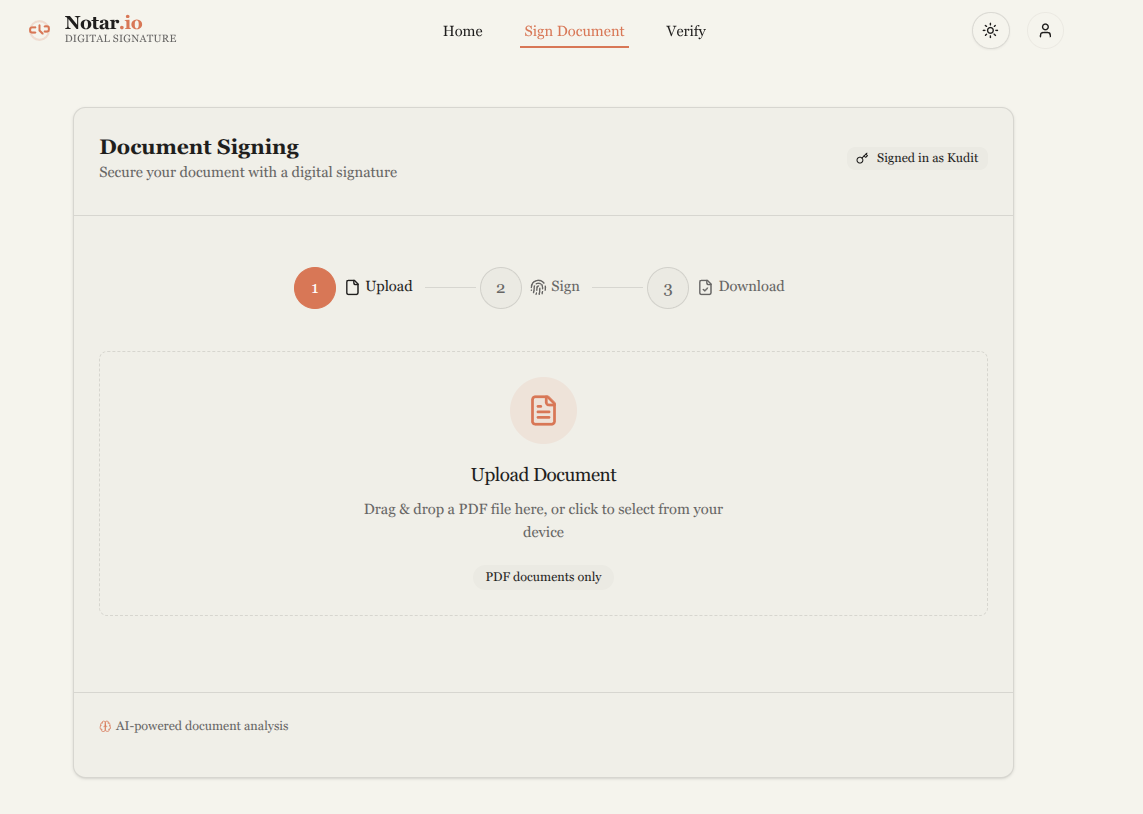 Notar.io
DIGITAL SIGNATURE
Home
Sign Document
Verify
Document Signing
Secure your document with a digital signature
Signed in as Kudit
1
Upload
2
Sign
3
Download
Upload Document
Drag & drop a PDF file here, or click to select from your
device
PDF documents only
AI-powered document analysis